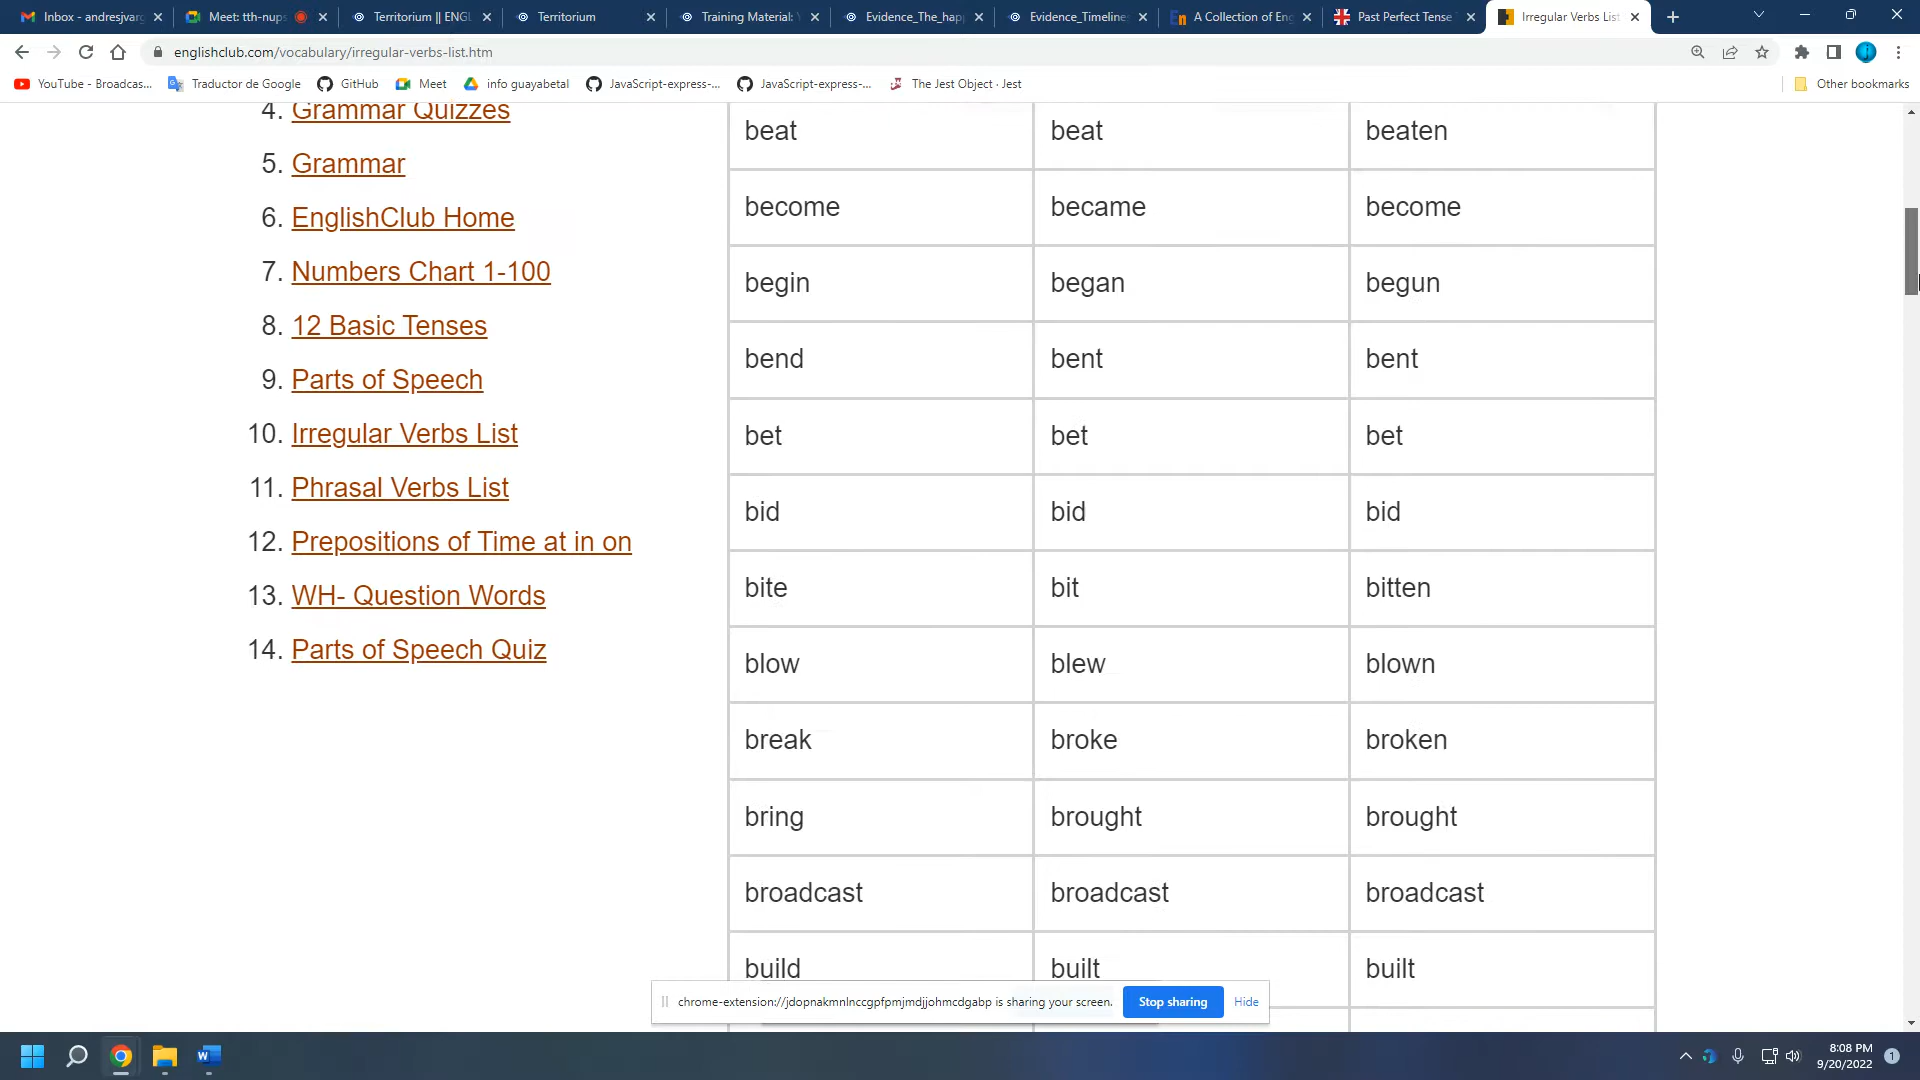 Inbox - andresjvarg
Meet: tth-nups
Territorium || ENGL
Territorium
Training Material: V
Evidence_The_hap
Evidence_Timeline
A Collection of Eng
Past Perfect Tense
Irregular Verbs List
englishclub.com/vocabulary/irregular-verbs-list.htm
YouTube - Broadcas...
Traductor de Google
GitHub
Meet
info guayabetal
JavaScript-express-...
JavaScript-express-...
The Jest Object · Jest
Other bookmarks
4. Grammar Quizzes
5. Grammar
6. EnglishClub Home
7. Numbers Chart 1-100
8. 12 Basic Tenses
9. Parts of Speech
10. Irregular Verbs List
11. Phrasal Verbs List
12. Prepositions of Time at in on
13. WH- Question Words
14. Parts of Speech Quiz
beat beat beaten
become became become
begin began begun
bend bent bent
bet bet bet
bid bid bid
bite bit bitten
blow blew blown
break broke broken
bring brought brought
broadcast broadcast broadcast
build built built
chrome-extension://jdopnakmnlnccgpfpmjmdjjohmcdgabp is sharing your screen.
Stop sharing
Hide
8:08 PM
9/20/2022
1